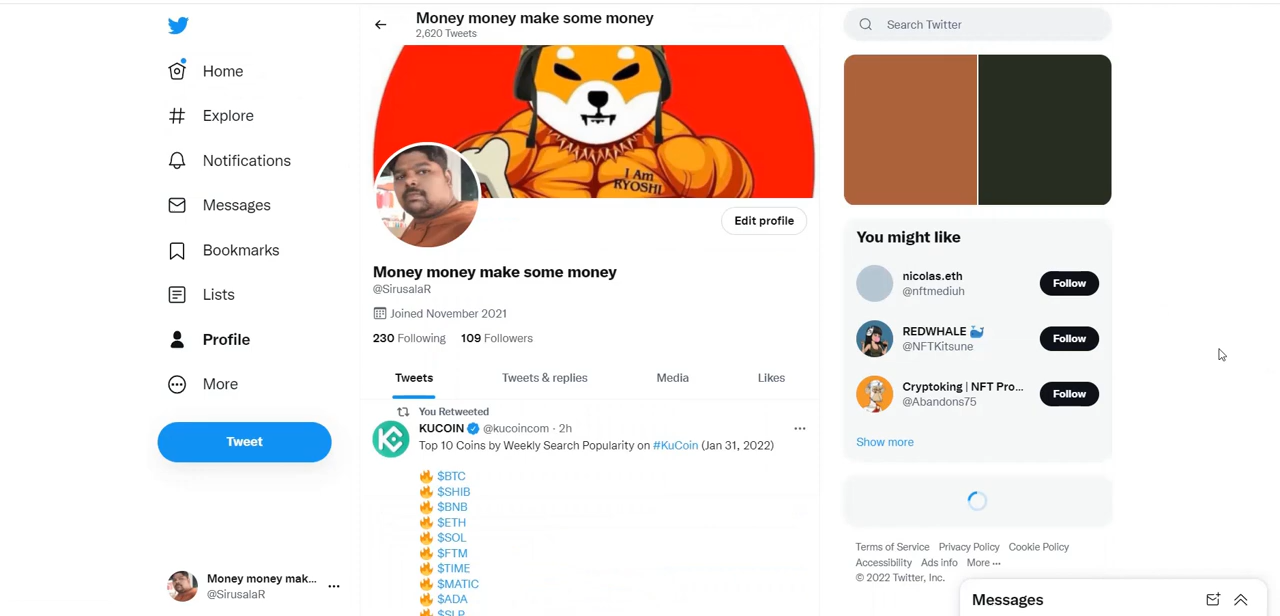 Home
Explore
Notifications
Messages
Bookmarks
Lists
Profile
More
Tweet
Money money mak...
@SirusalaR
Money money make some money
2,620 Tweets
I Am
RYOSHI
Edit profile
Money money make some money
@SirusalaR
Joined November 2021
230 Following 109 Followers
Tweets Tweets & replies Media Likes
You Retweeted
KUCOIN @kucoincom · 2h
Top 10 Coins by Weekly Search Popularity on #KuCoin (Jan 31, 2022)
🔥 $BTC
🔥 $SHIB
🔥 $BNB
🔥 $ETH
🔥 $SOL
🔥 $FTM
🔥 $TIME
🔥 $MATIC
🔥 $ADA
🔥 $SLP
Search Twitter
You might like
nicolas.eth
@nftmediuh
Follow
REDWHALE 🐳
@NFTKitsune
Follow
Cryptoking | NFT Pro...
@Abandons75
Follow
Show more
Terms of Service Privacy Policy Cookie Policy
Accessibility Ads info More ···
© 2022 Twitter, Inc.
Messages